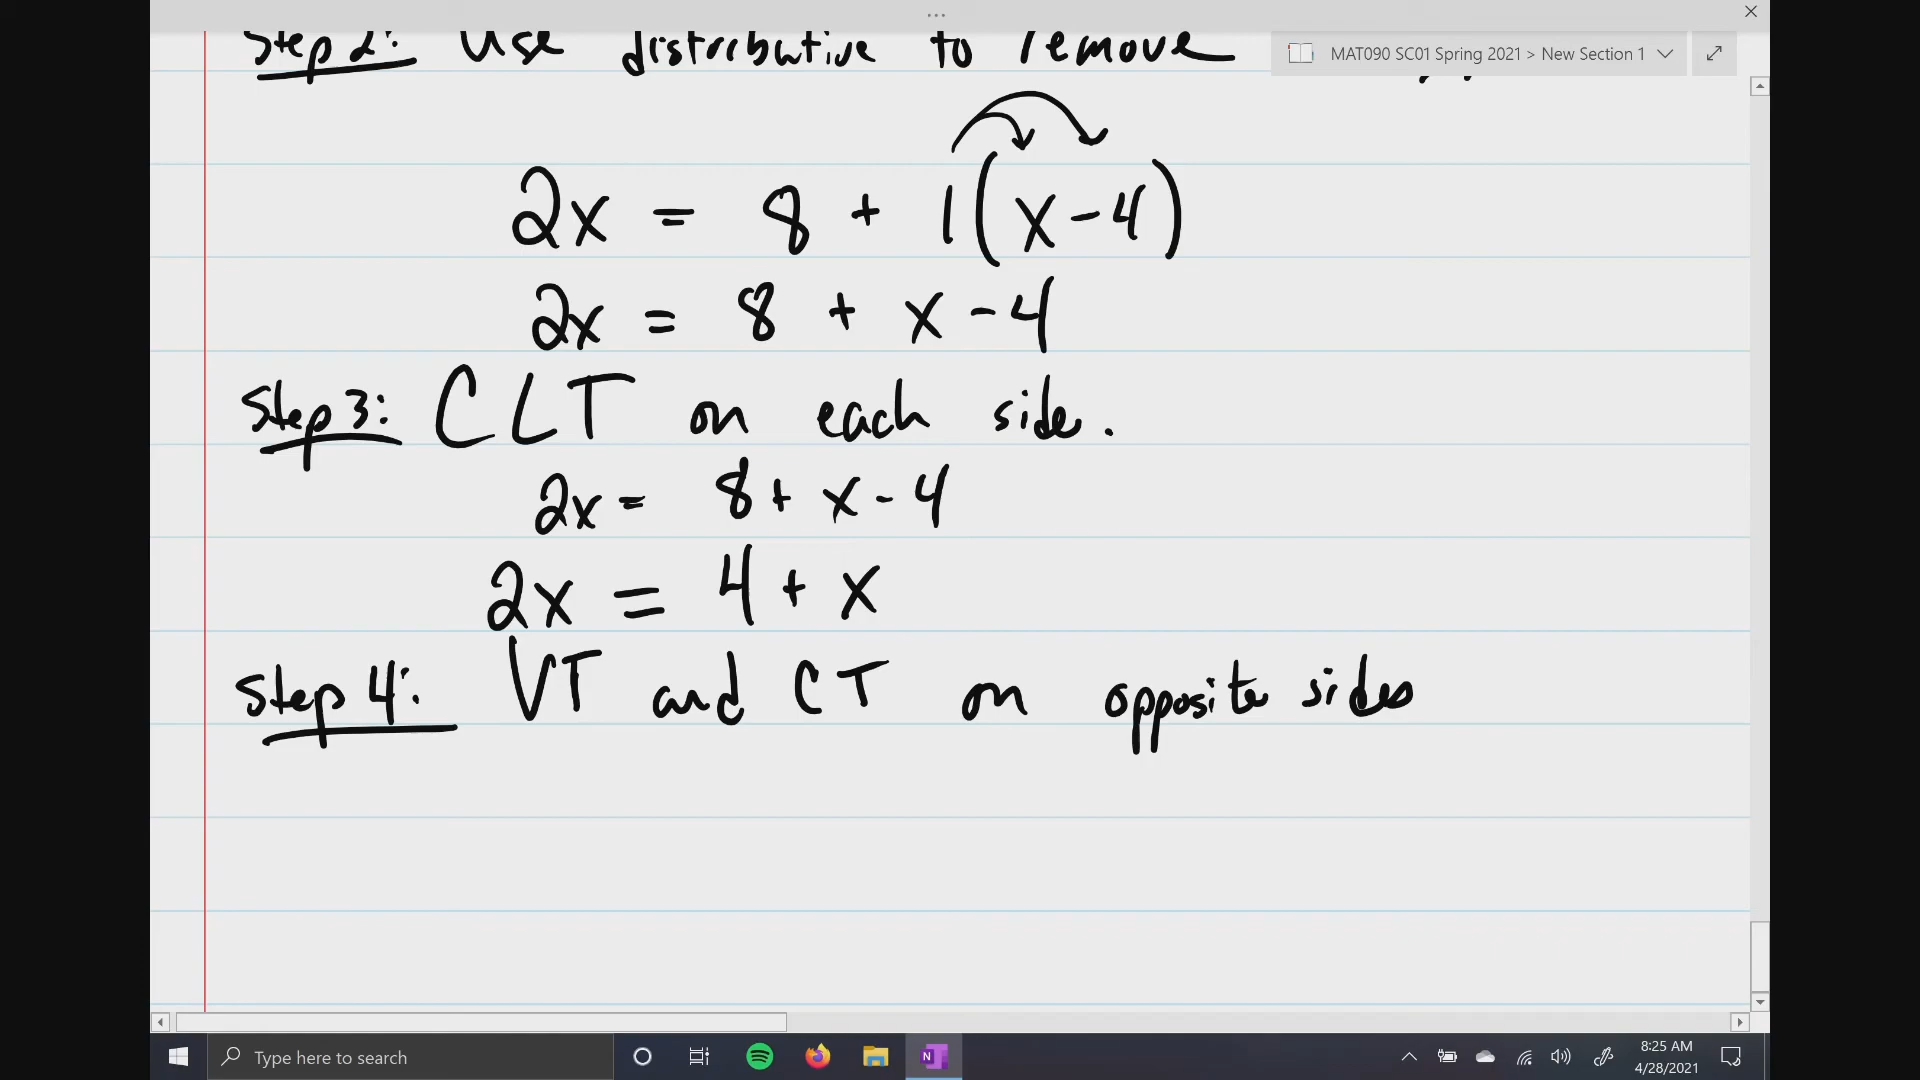 ...
Step 2: Use distributive to remove
MAT090 SC01 Spring 2021 > New Section 1
2x = 8 + 1(x-4)
2x = 8 + x - 4
Step 3: CLT on each side.
2x = 8 + x - 4
2x = 4 + x
Step 4: VT and CT on opposite sides
Type here to search
N
8:25 AM
4/28/2021